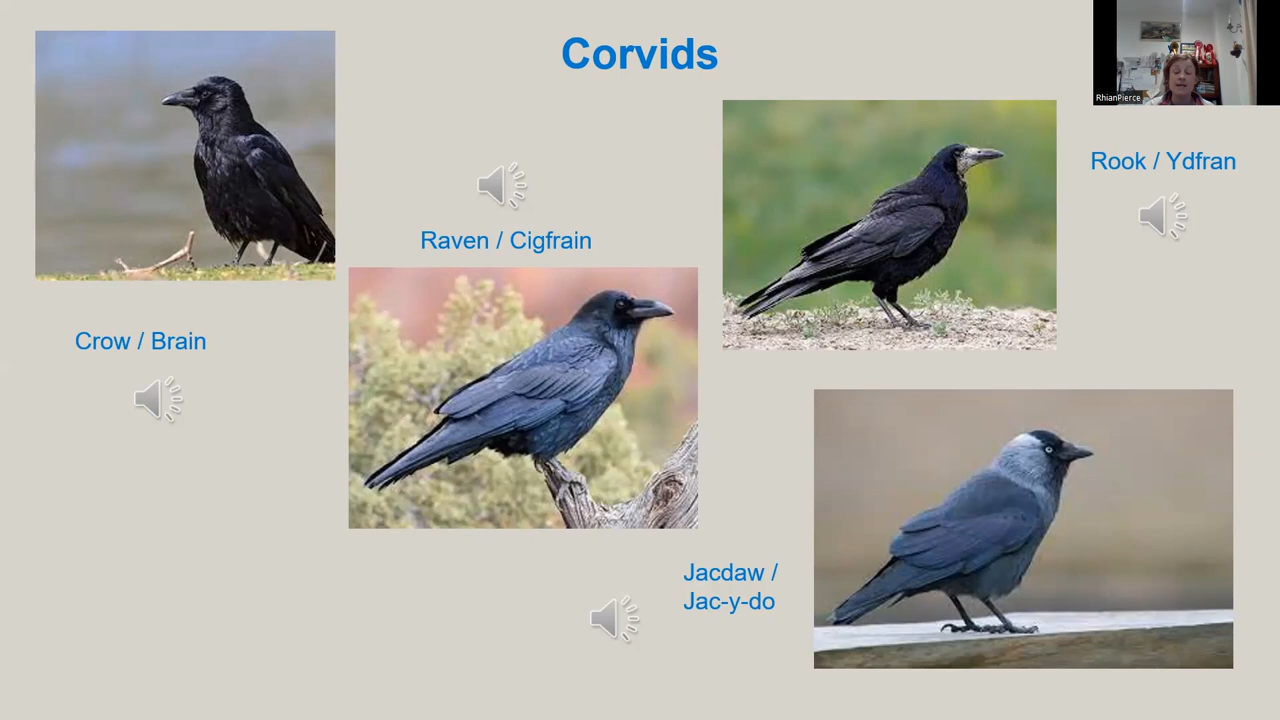 Corvids
RhianPierce
Rook / Ydfran
Raven / Cigfrain
Crow / Brain
Jacdaw /
Jac-y-do